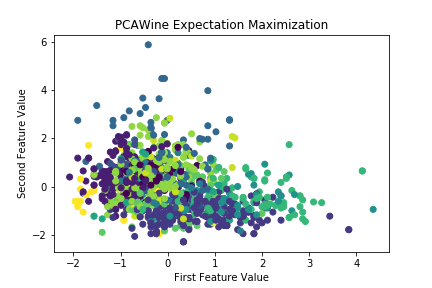 PCAWine Expectation Maximization
6
4
2
0
−2
Second Feature Value
−2 −1 0 1 2 3 4
First Feature Value